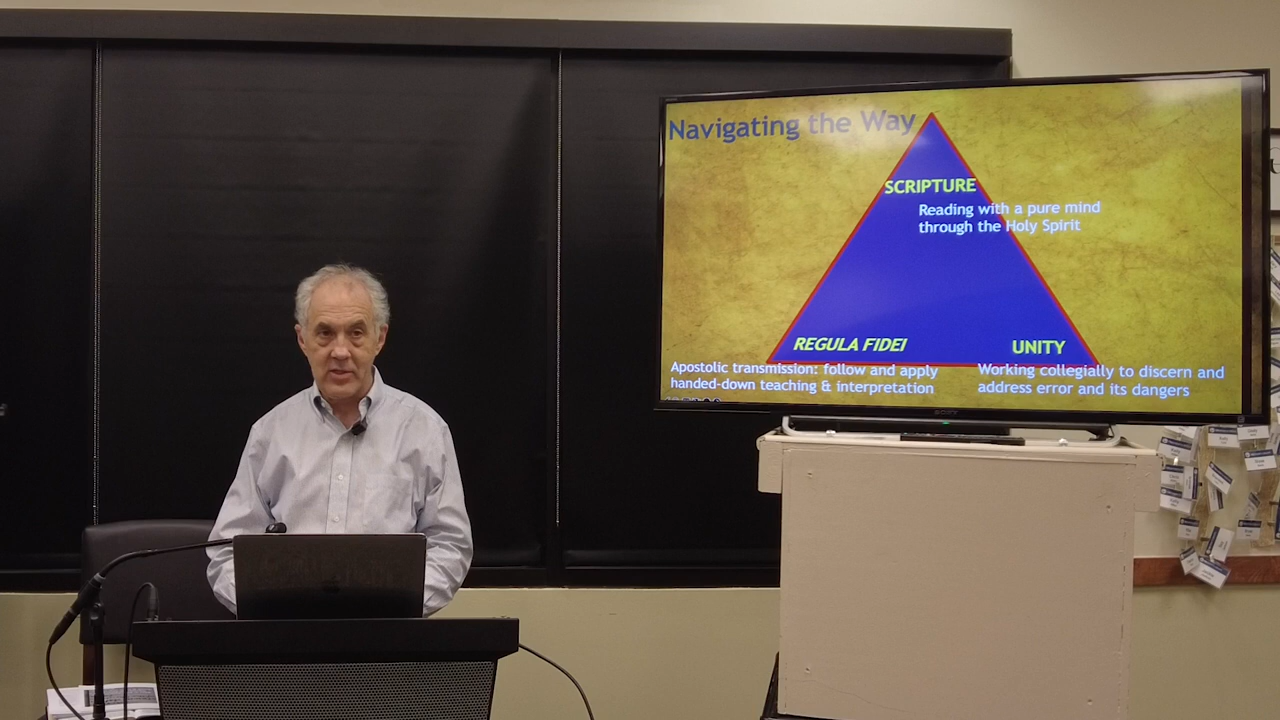 Navigating the Way
SCRIPTURE
Reading with a pure mind
through the Holy Spirit
REGULA FIDEI
UNITY
Apostolic transmission: follow and apply
handed-down teaching & interpretation
Working collegially to discern and
address error and its dangers
SONY